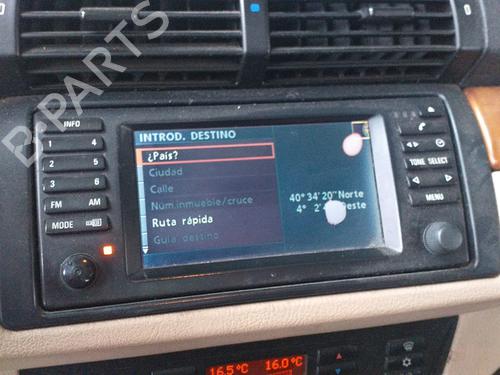 B-PARTS
INFO
1 4
2 5
3 6
FM AM
MODE
INTROD. DESTINO
¿País?
Ciudad
Calle
Núm.inmueble/cruce
Ruta rápida
Guía destino
40° 34'20" Norte
TONE SELECT
MENU
16.5°C 16.0°C